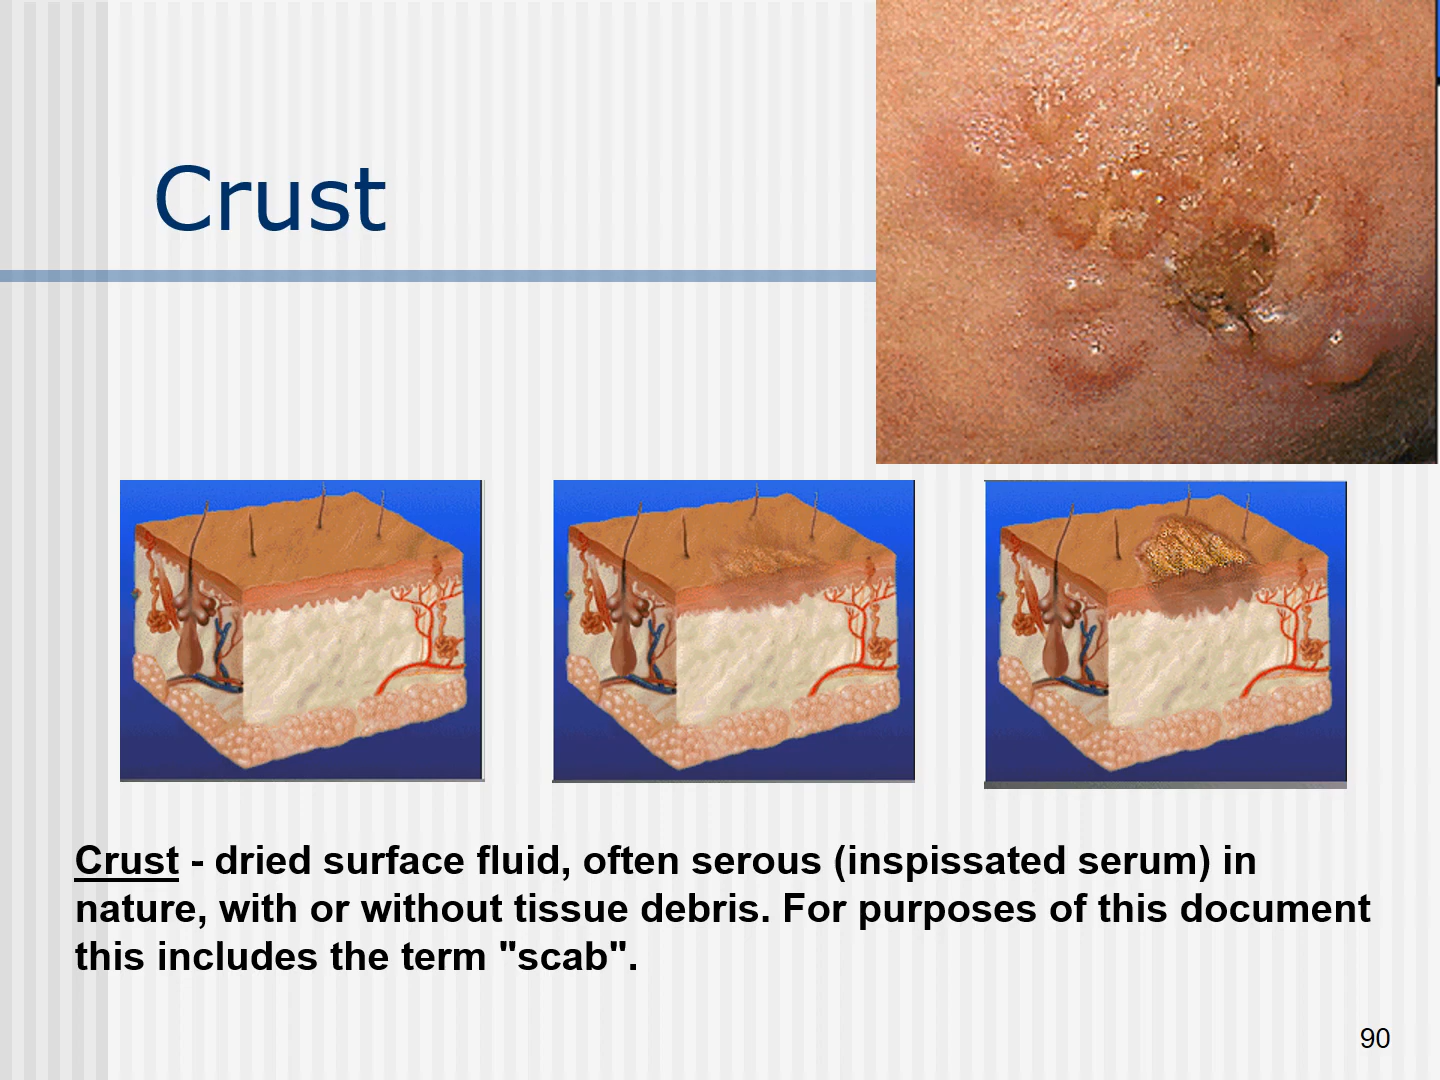 Crust
Crust - dried surface fluid, often serous (inspissated serum) in
nature, with or without tissue debris. For purposes of this document
this includes the term "scab".
90